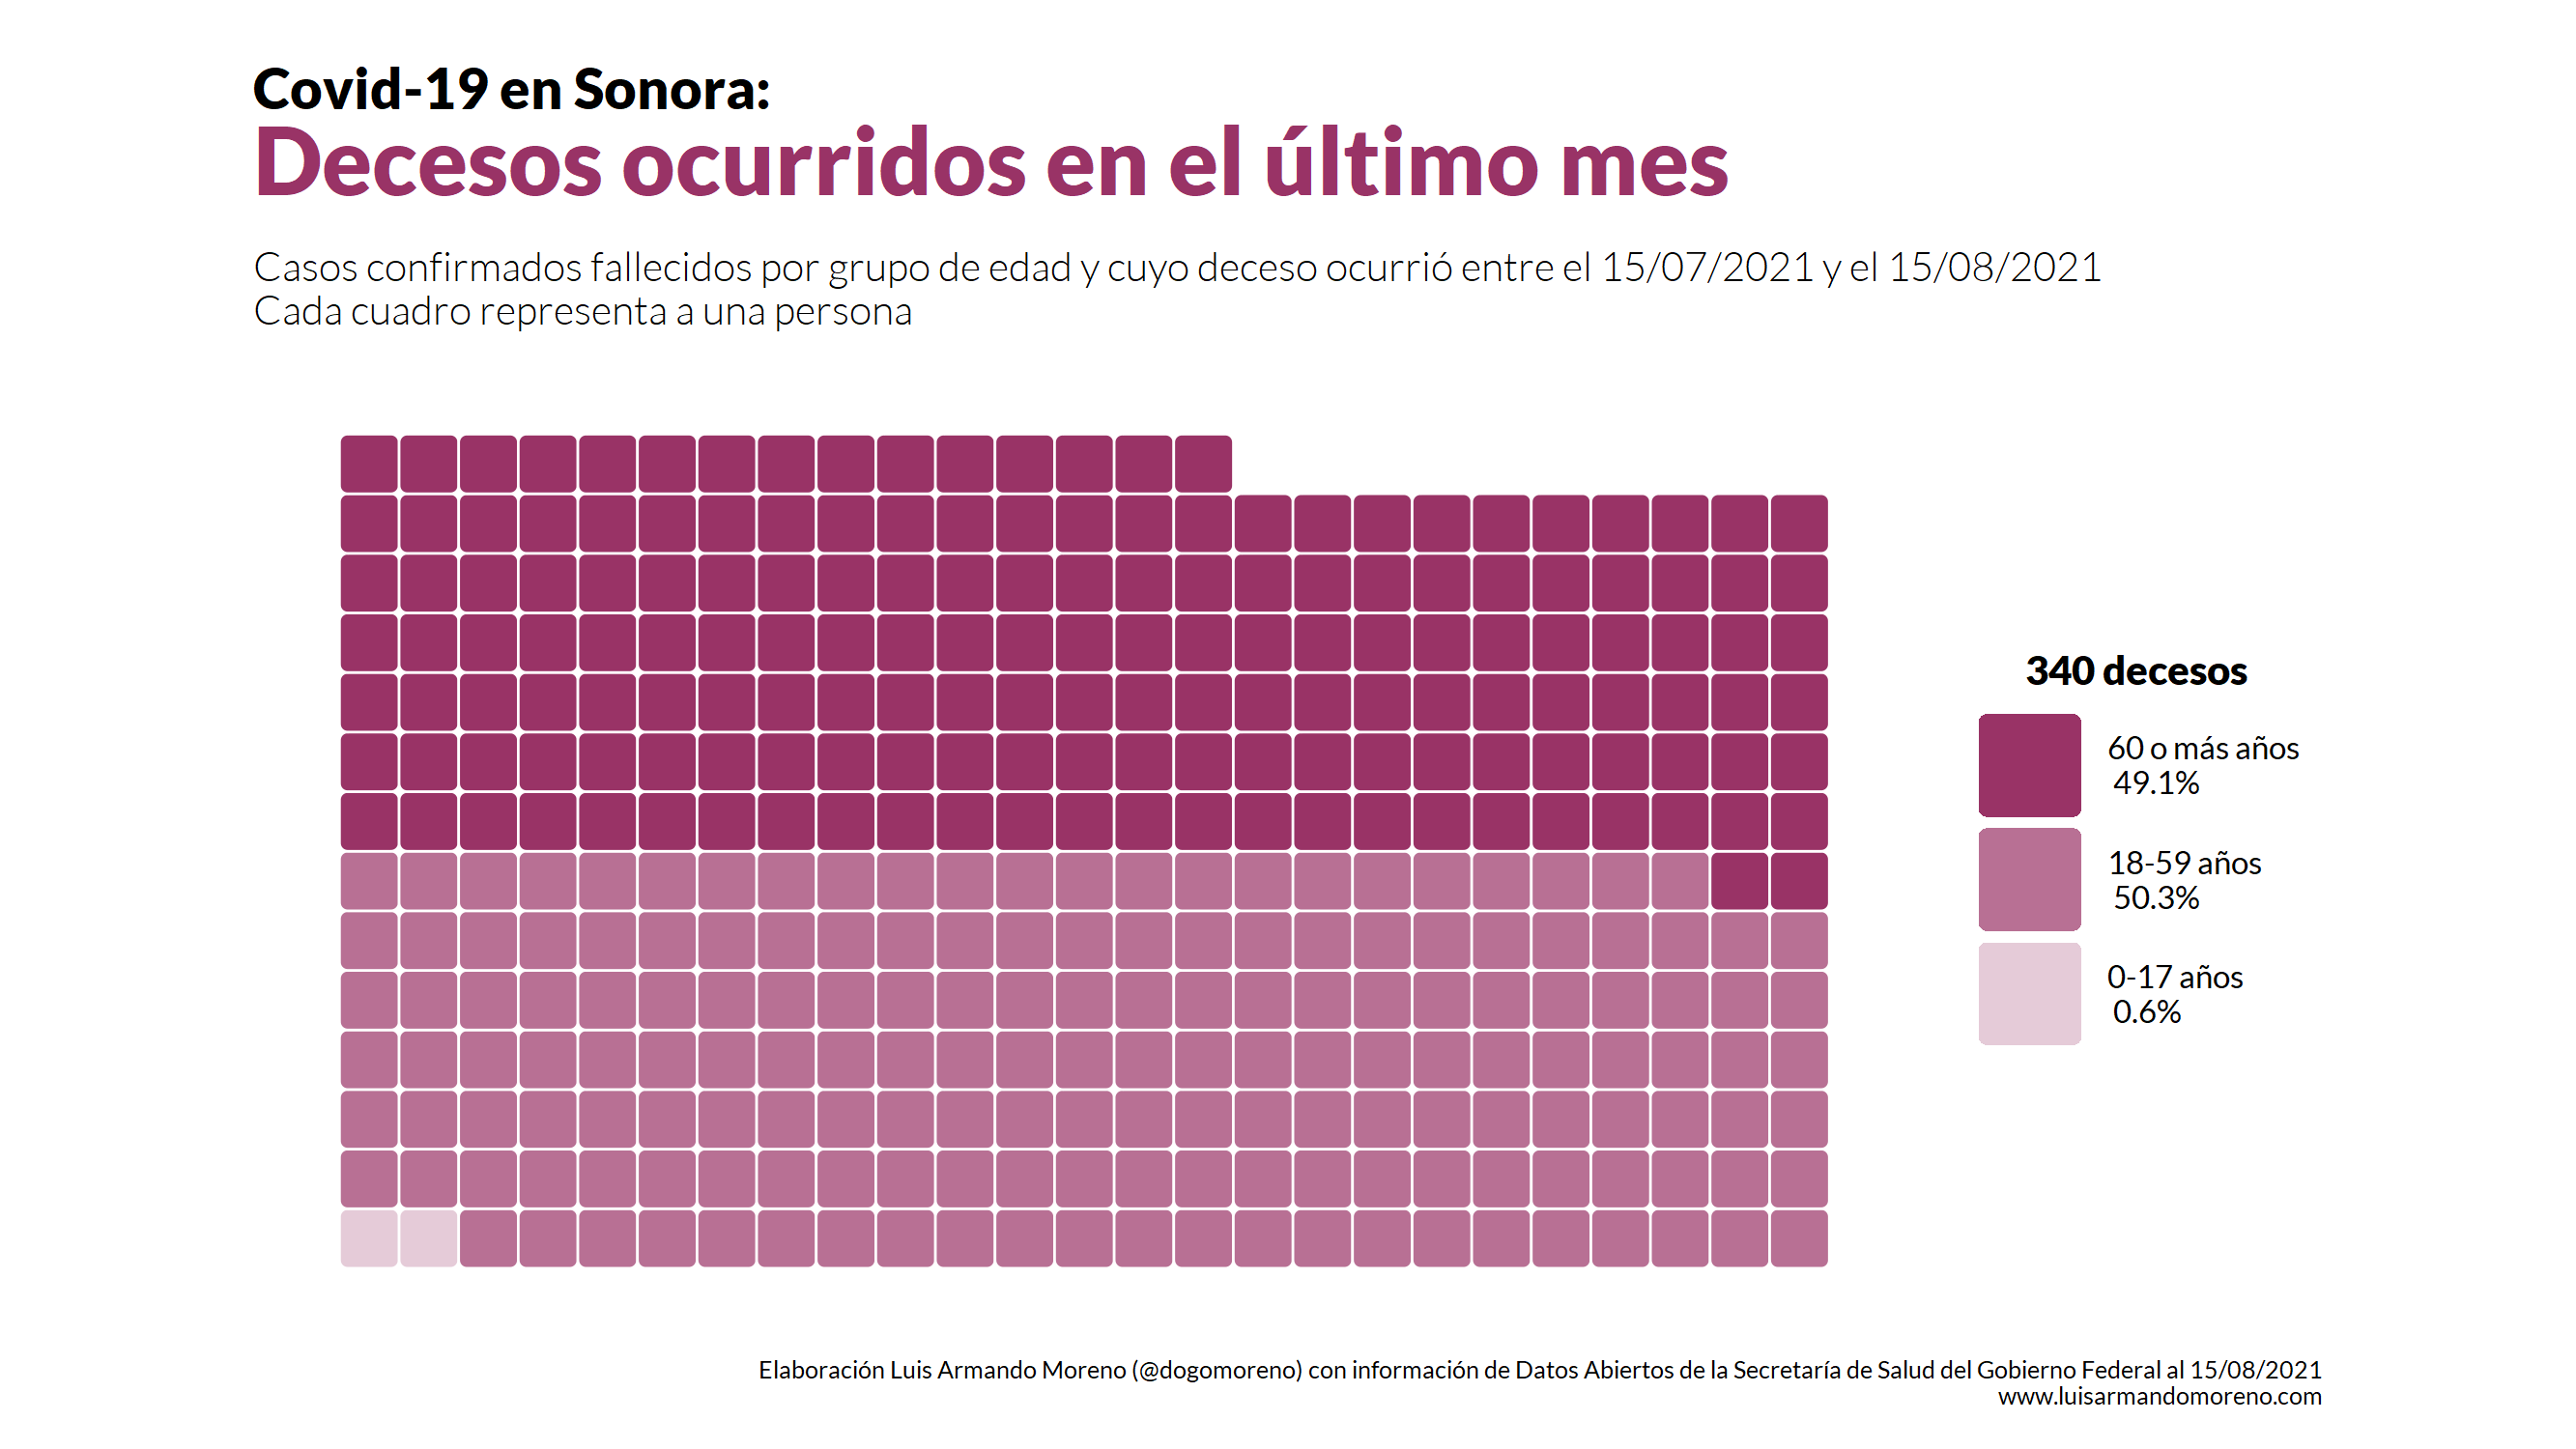 Covid-19 en Sonora:
Decesos ocurridos en el último mes
Casos confirmados fallecidos por grupo de edad y cuyo deceso ocurrió entre el 15/07/2021 y el 15/08/2021
Cada cuadro representa a una persona
340 decesos
60 o más años
49.1%
18-59 años
50.3%
0-17 años
0.6%
Elaboración Luis Armando Moreno (@dogomoreno) con información de Datos Abiertos de la Secretaría de Salud del Gobierno Federal al 15/08/2021
www.luisarmandomoreno.com